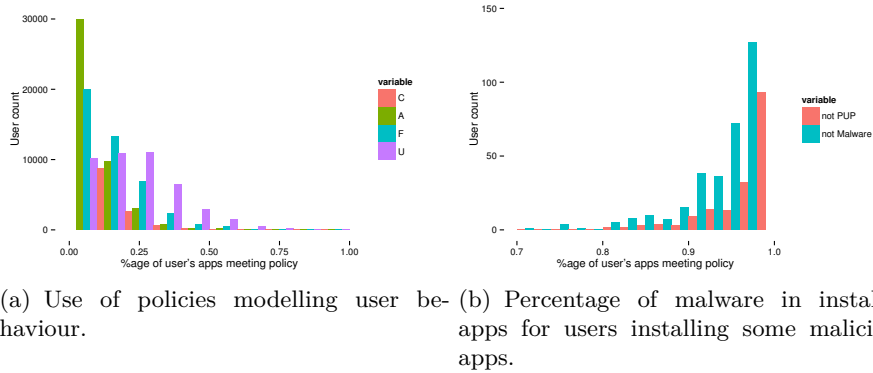 30000
20000
10000
0
User count
0.00 0.25 0.50 0.75 1.00
%age of user's apps meeting policy
variable
C
A
F
U
150
100
50
0
User count
0.7 0.8 0.9 1.0
%age of user's apps meeting policy
variable
not PUP
not Malware
(a) Use of policies modelling user be-
haviour.
(b) Percentage of malware in instal
apps for users installing some malici
apps.